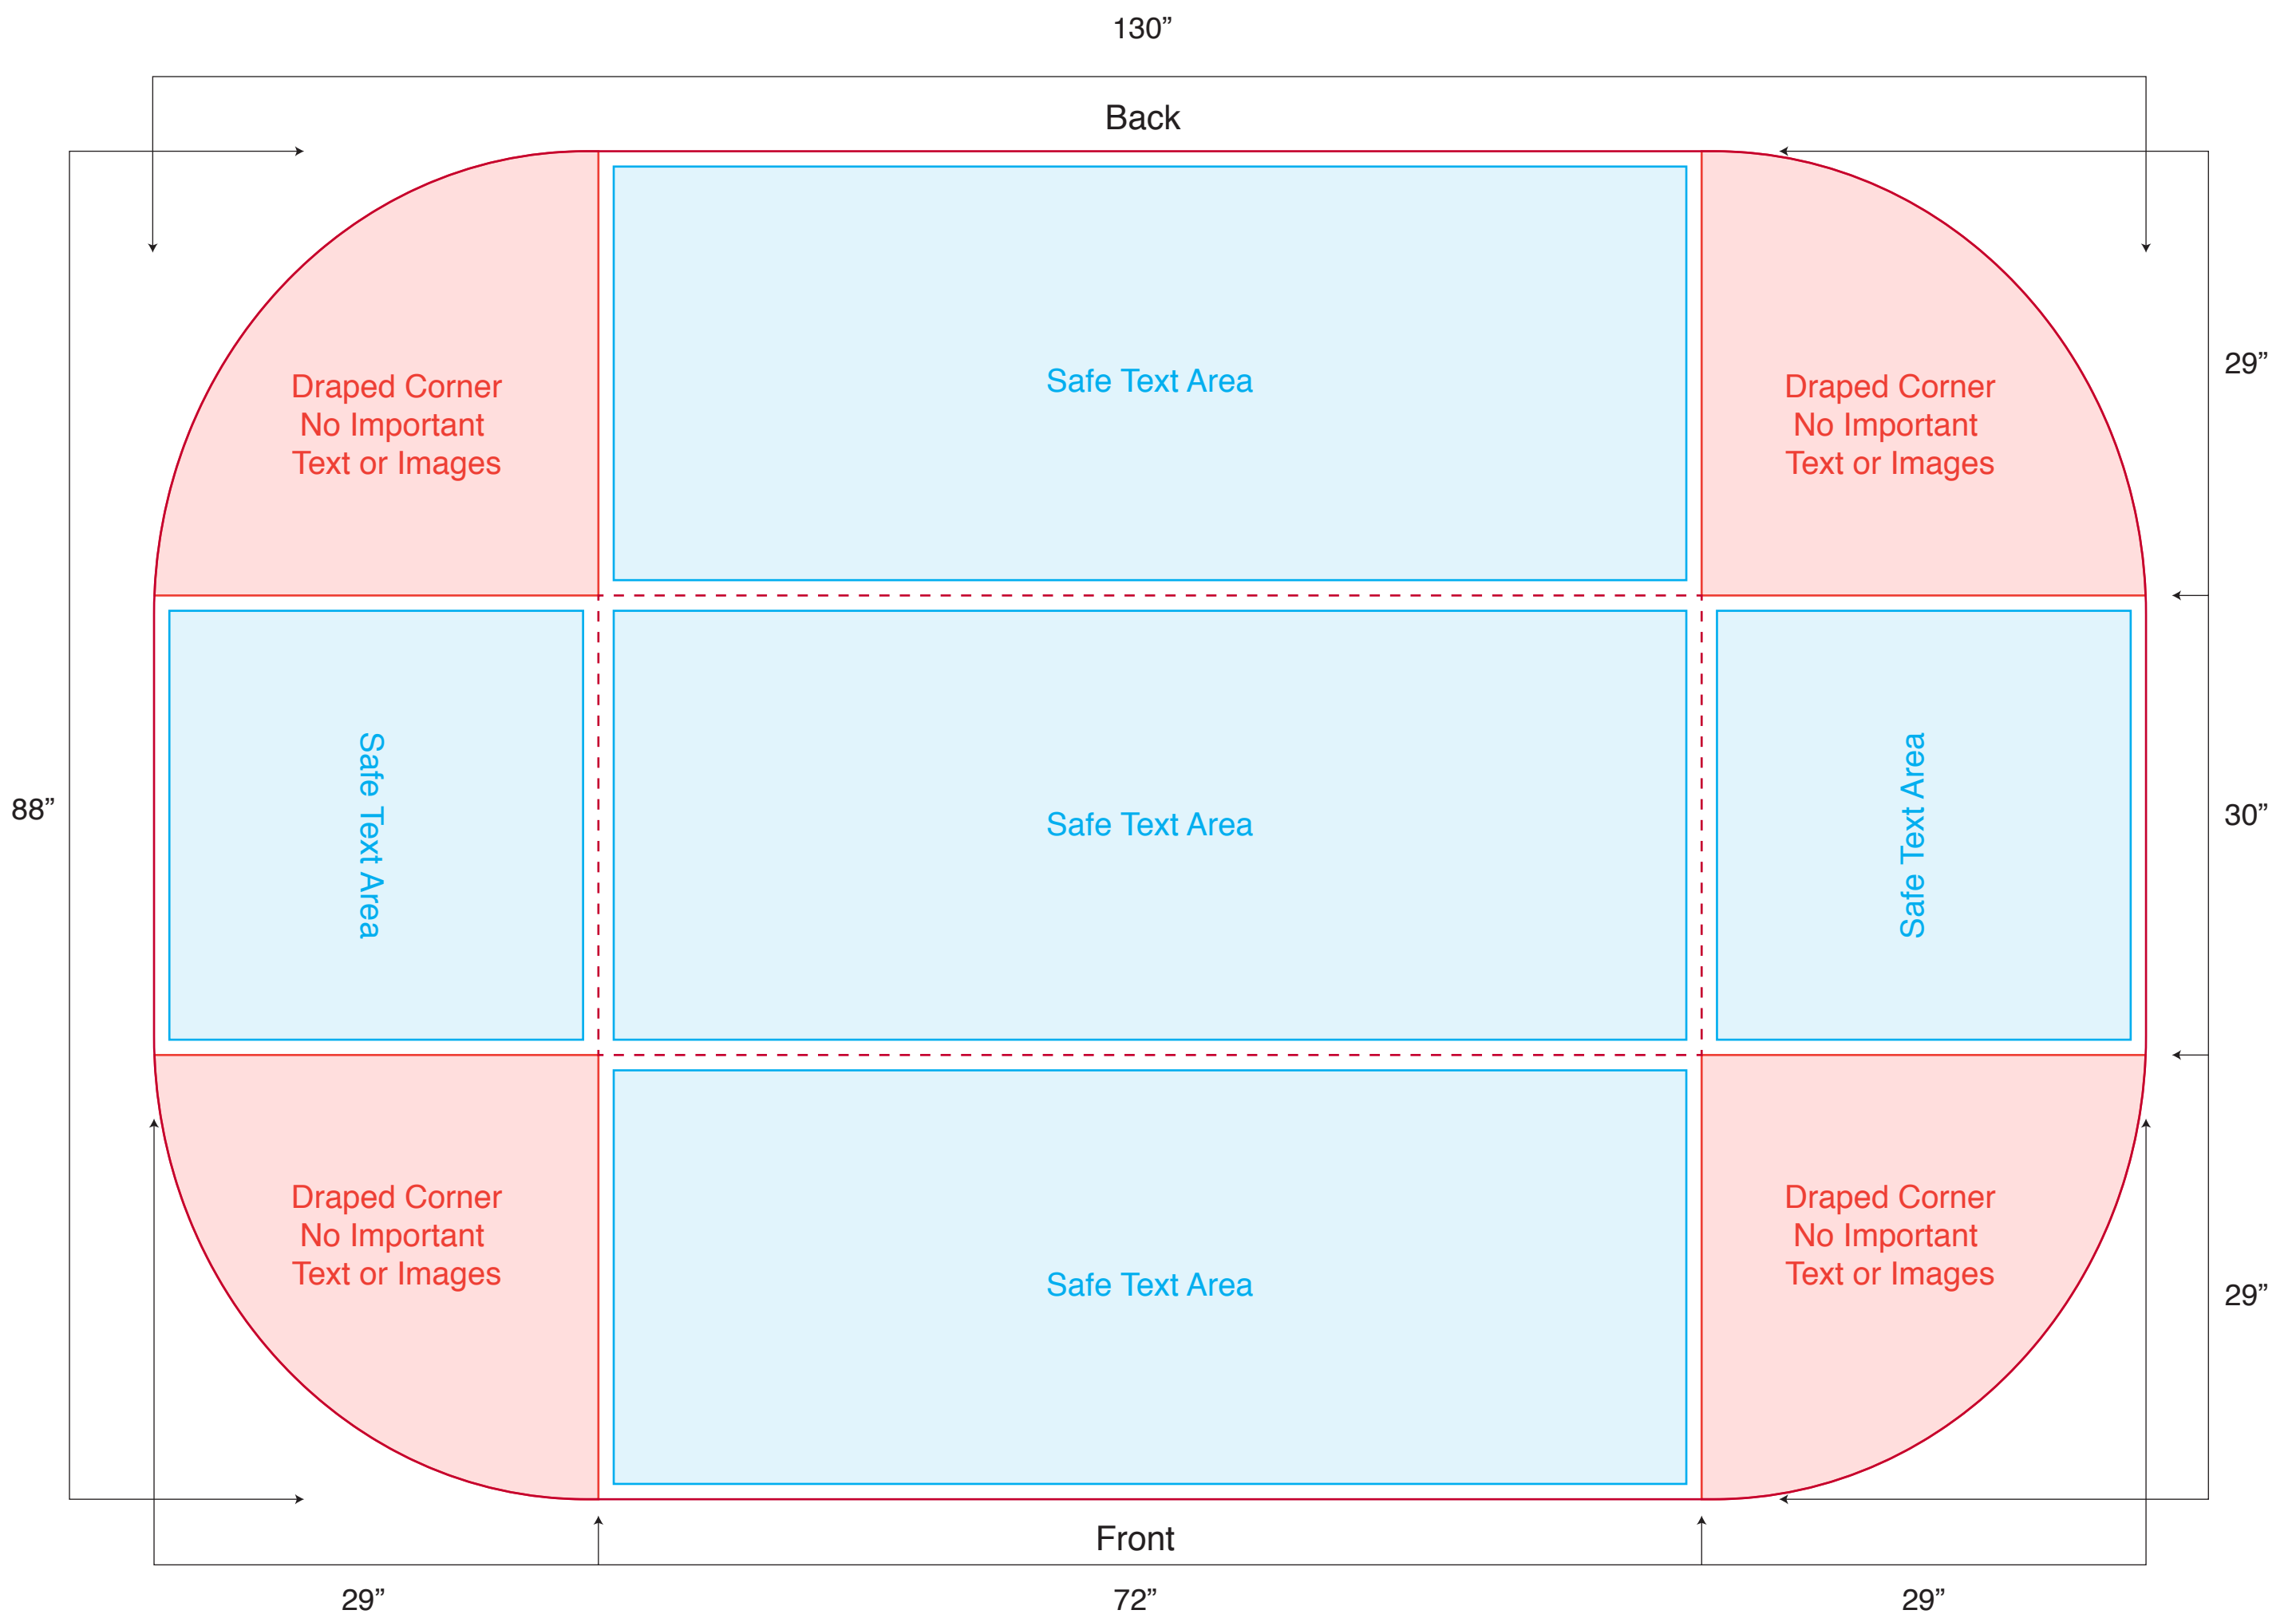 130”
Back
Draped Corner
No Important
Text or Images
Safe Text Area
Draped Corner
No Important
Text or Images
29”
88”
Safe Text Area
Safe Text Area
Safe Text Area
30”
Draped Corner
No Important
Text or Images
Safe Text Area
Draped Corner
No Important
Text or Images
29”
Front
29”
72”
29”